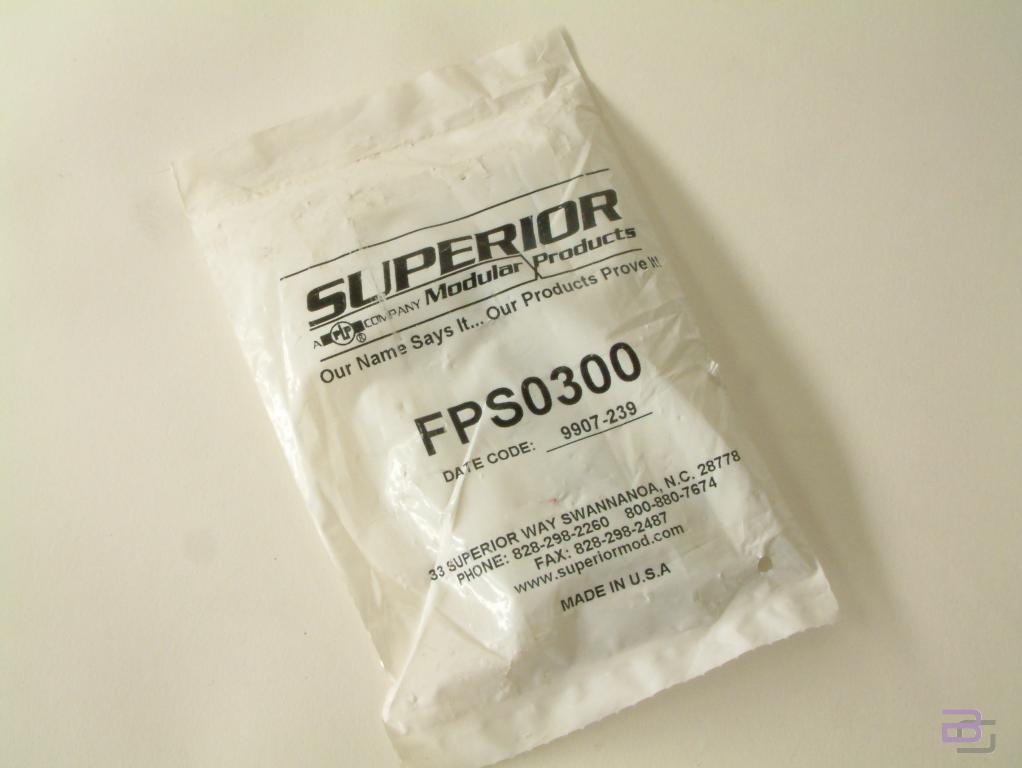 SUPERIOR
Modular Products
A PLP® COMPANY
Our Name Says It... Our Products Prove It!
FPS0300
DATE CODE: 9907-239
33 SUPERIOR WAY SWANNANOA, N.C. 28778
PHONE: 828-298-2260 800-880-7674
FAX: 828-298-2487
www.superiormod.com
MADE IN U.S.A